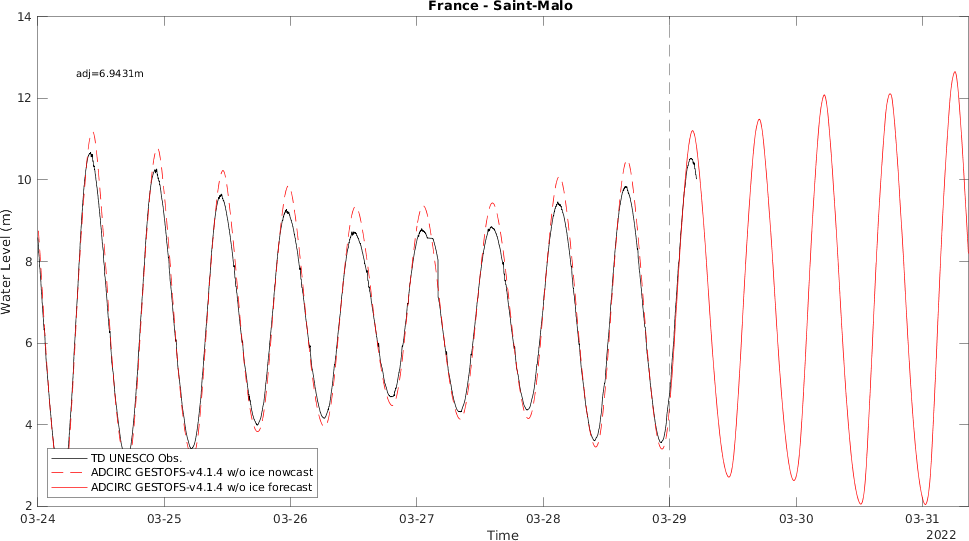 France - Saint-Malo
14
12
10
8
6
4
2
Water Level (m)
adj=6.9431m
TD UNESCO Obs.
ADCIRC GESTOFS-v4.1.4 w/o ice nowcast
ADCIRC GESTOFS-v4.1.4 w/o ice forecast
03-24 03-25 03-26 03-27 03-28 03-29 03-30 03-31
Time
2022